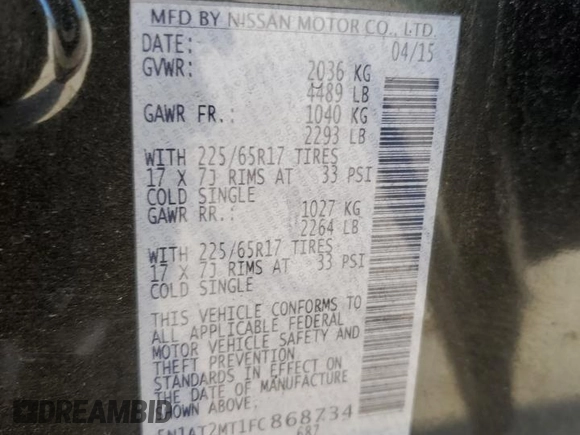 MFD BY NISSAN MOTOR CO., LTD.
DATE: 04/15
GVWR: 2036 KG
4489 LB
GAWR FR.: 1040 KG
2293 LB
WITH 225/65R17 TIRES
17 X 7J RIMS AT 33 PSI
COLD SINGLE
GAWR RR.: 1027 KG
2264 LB
WITH 225/65R17 TIRES
17 X 7J RIMS AT 33 PSI
COLD SINGLE
THIS VEHICLE CONFORMS TO
ALL APPLICABLE FEDERAL
MOTOR VEHICLE SAFETY AND
THEFT PREVENTION
STANDARDS IN EFFECT ON
THE DATE OF MANUFACTURE
SHOWN ABOVE.
5N1AT2MT1FC868734
DREAMBID